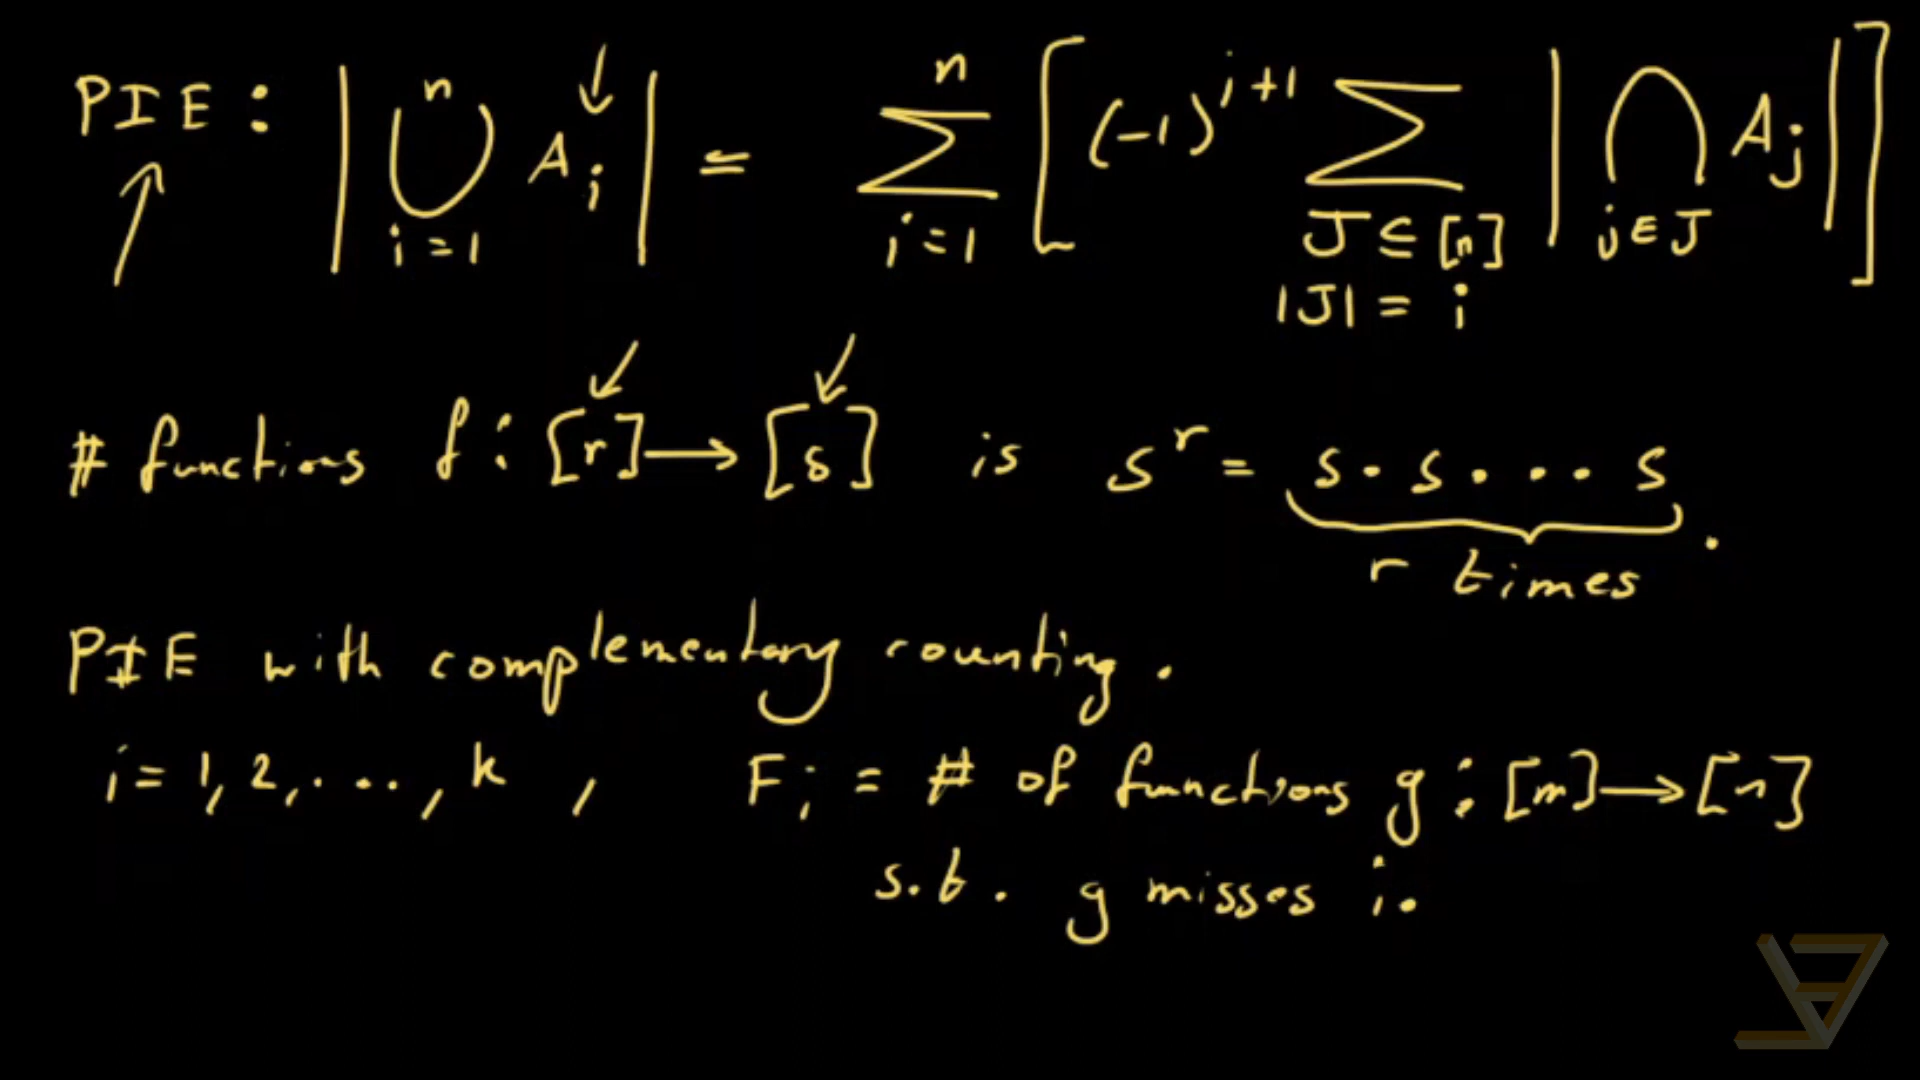 PIE: | ⋃_{i=1}^{n} A_i | = ∑_{i=1}^{n} [ (-1)^{i+1} ∑_{J ⊆ [n], |J| = i} | ⋂_{j∈J} A_j | ]
# functions f : [r] → [s] is s^r = s · s · · · s .
r times
PIE with complementary counting.
i = 1, 2, . . . , k , F_i = # of functions g : [m] → [n]
s.t. g misses i.